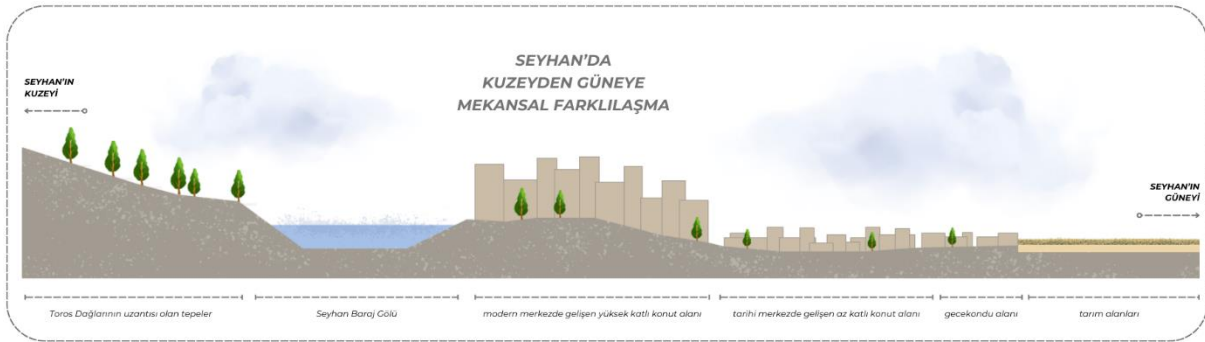 SEYHAN'DA
KUZEYDEN GÜNEYE
MEKANSAL FARKLILAŞMA
SEYHAN'IN
KUZEYİ
SEYHAN'IN
GÜNEYİ
Toros Dağlarının uzantısı olan tepeler
Seyhan Baraj Gölü
modern merkezde gelişen yüksek katlı konut alanı
tarihi merkezde gelişen az katlı konut alanı
gecekondu alanı
tarım alanları